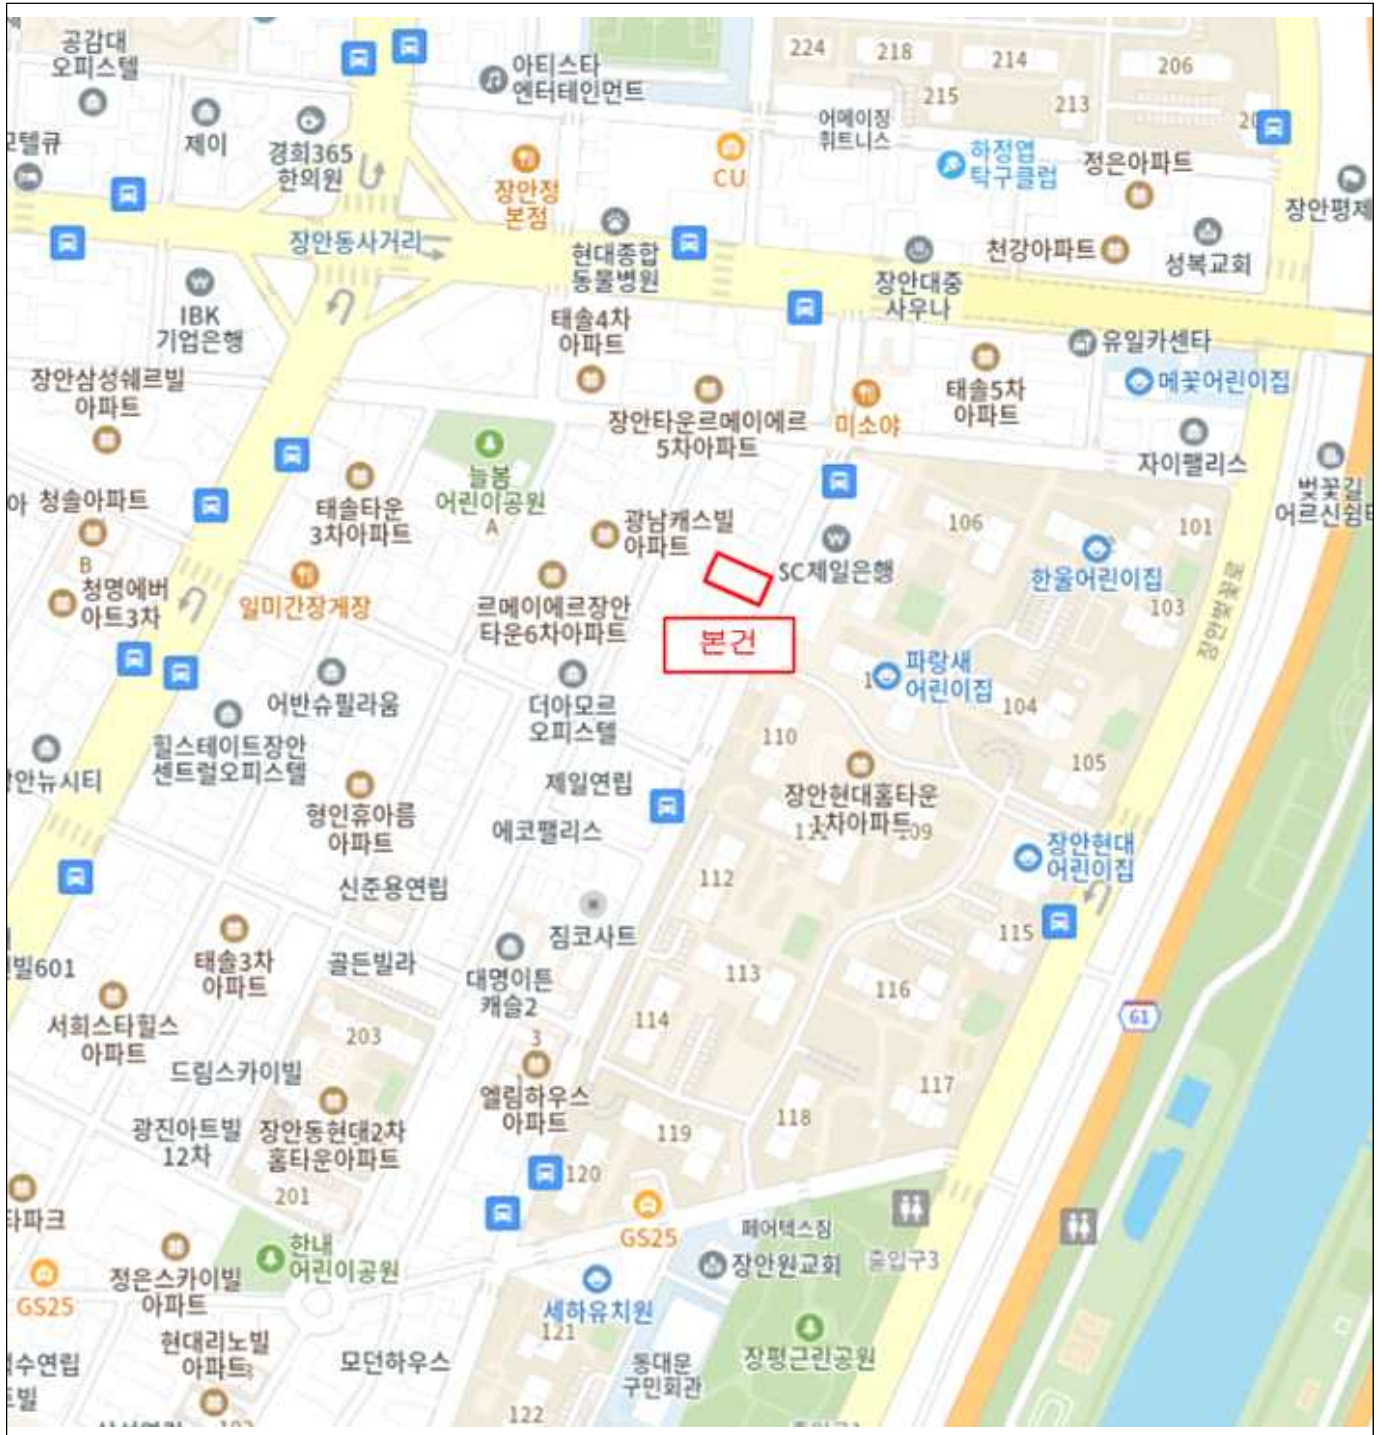 공감대
오피스텔
아티스타
엔터테인먼트
224
218
214
206
215
213
어메이징
휘트니스
제이
경희365
한의원
모텔큐
장안정
본점
CU
하정엽
탁구클럽
정은아파트
장안평제
장안동사거리
현대종합
동물병원
천강아파트
성복교회
장안대중
사우나
IBK
기업은행
태솔4차
아파트
유일카센타
장안삼성쉐르빌
아파트
장안타운르메이에르
5차아파트
미소야
태솔5차
아파트
메꽃어린이집
자이팰리스
늘봄
어린이공원
A
청솔아파트
태솔타운
3차아파트
광남캐스빌
아파트
106
101
벚꽃길
B
청명에버
아트3차
일미간장게장
르메이에르장안
타운6차아파트
SC제일은행
한울어린이집
103
장안벚꽃로
본건
파랑새
어린이집
104
어반슈필라움
더아모르
오피스텔
110
105
힐스테이트장안
센트럴오피스텔
제일연립
장안현대홈타운
1차아파트
109
형인휴아름
아파트
에코팰리스
장안현대
어린이집
신준용연립
112
짐코사트
115
빌601
태솔3차
아파트
골든빌라
대명이튼
캐슬2
113
116
61
서희스타힐스
아파트
203
114
3
드림스카이빌
엘림하우스
아파트
117
118
광진아트빌
12차
장안동현대2차
홈타운아파트
119
120
201
타파크
GS25
페어텍스짐
장안원교회
출입구3
한내
어린이공원
GS25
정은스카이빌
아파트
세하유치원
121
현대리노빌
아파트
모던하우스
동대문
구민회관
장평근린공원
122